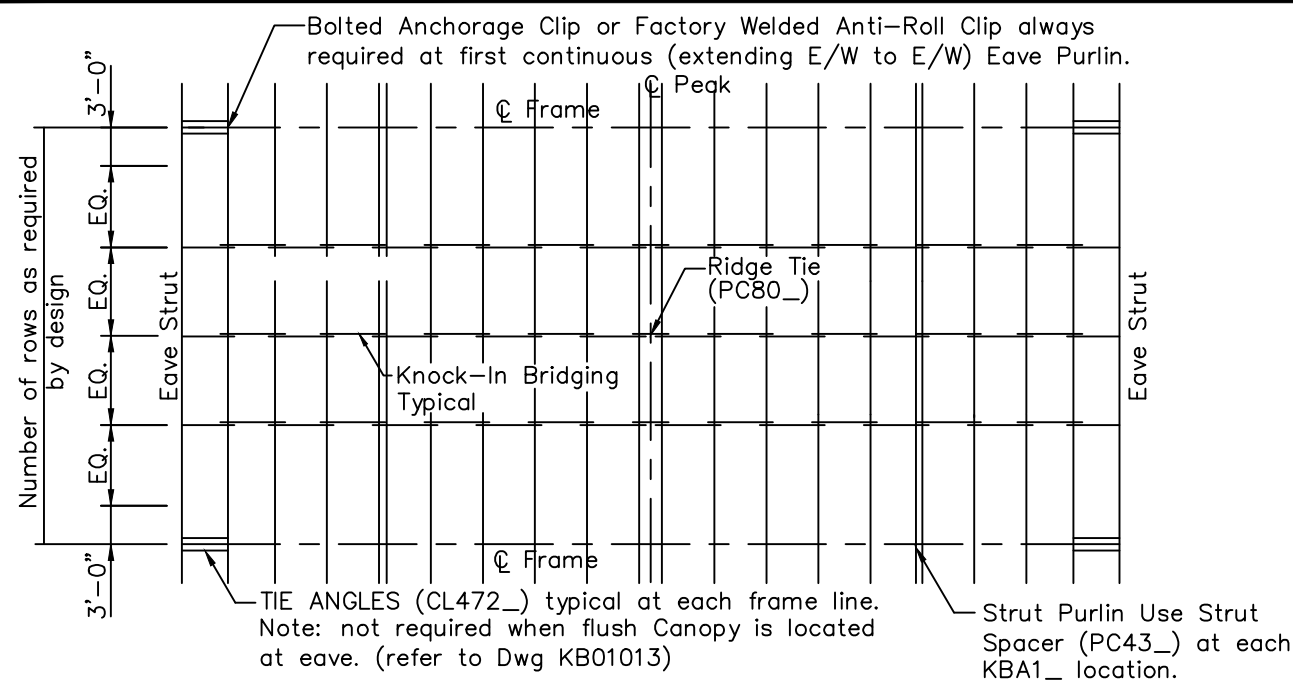 Bolted Anchorage Clip or Factory Welded Anti-Roll Clip always
required at first continuous (extending E/W to E/W) Eave Purlin.
℄ Peak
℄ Frame
3'-0"
Number of rows as required
by design
EQ.
EQ.
EQ.
EQ.
Eave Strut
Ridge Tie
(PC80_)
Eave Strut
Knock-In Bridging
Typical
℄ Frame
3'-0"
TIE ANGLES (CL472_) typical at each frame line.
Note: not required when flush Canopy is located
at eave. (refer to Dwg KB01013)
Strut Purlin Use Strut
Spacer (PC43_) at each
KBA1_ location.